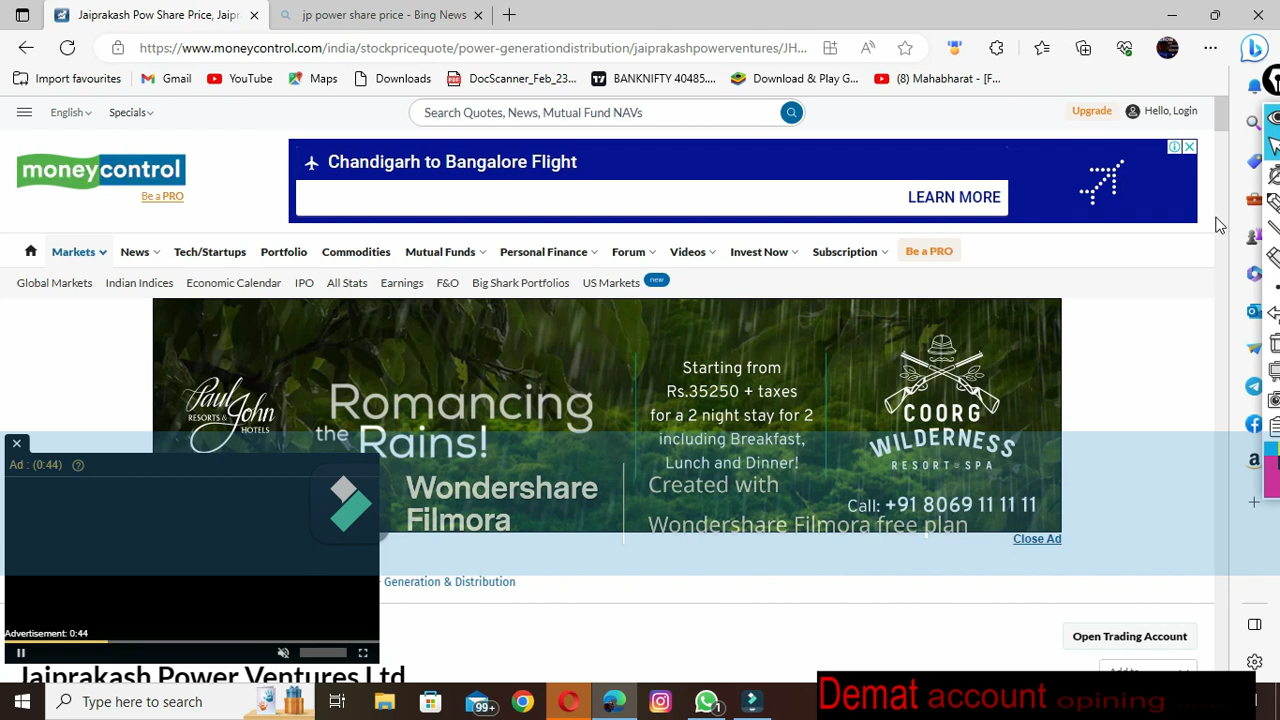 Jaiprakash Pow Share Price, Jaipr
jp power share price - Bing News
https://www.moneycontrol.com/india/stockpricequote/power-generationdistribution/jaiprakashpowerventures/JH...
Import favourites
Gmail
YouTube
Maps
Downloads
DocScanner_Feb_23...
BANKNIFTY 40485....
Download & Play G...
(8) Mahabharat - [F...
English
Specials
Search Quotes, News, Mutual Fund NAVs
Upgrade
Hello, Login
moneycontrol
Be a PRO
Chandigarh to Bangalore Flight
LEARN MORE
Markets
News
Tech/Startups
Portfolio
Commodities
Mutual Funds
Personal Finance
Forum
Videos
Invest Now
Subscription
Be a PRO
Global Markets
Indian Indices
Economic Calendar
IPO
All Stats
Earnings
F&O
Big Shark Portfolios
US Markets
new
Paul John
RESORTS & HOTELS
Romancing
the Rains!
Starting from
Rs.35250 + taxes
for a 2 night stay for 2
including Breakfast,
Lunch and Dinner!
COORG
WILDERNESS
RESORT - SPA
Call: +91 8069 11 11 11
Close Ad
Ad : (0:44)
Wondershare
Filmora
Created with
Wondershare Filmora free plan
Generation & Distribution
Advertisement: 0:44
Open Trading Account
Add to
Jaiprakash Power Ventures Ltd
Type here to search
99+
1
Demat account opining